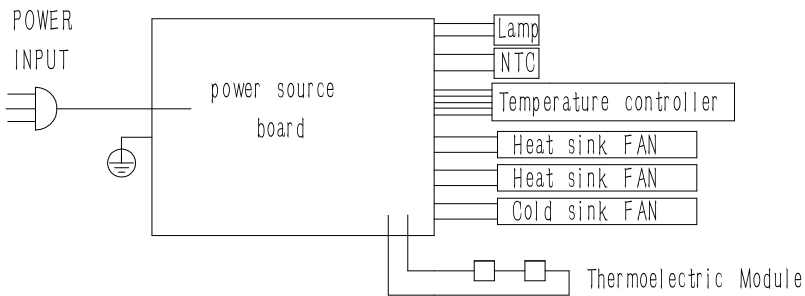 POWER
INPUT
power source
board
Lamp
NTC
Temperature controller
Heat sink FAN
Heat sink FAN
Cold sink FAN
Thermoelectric Module